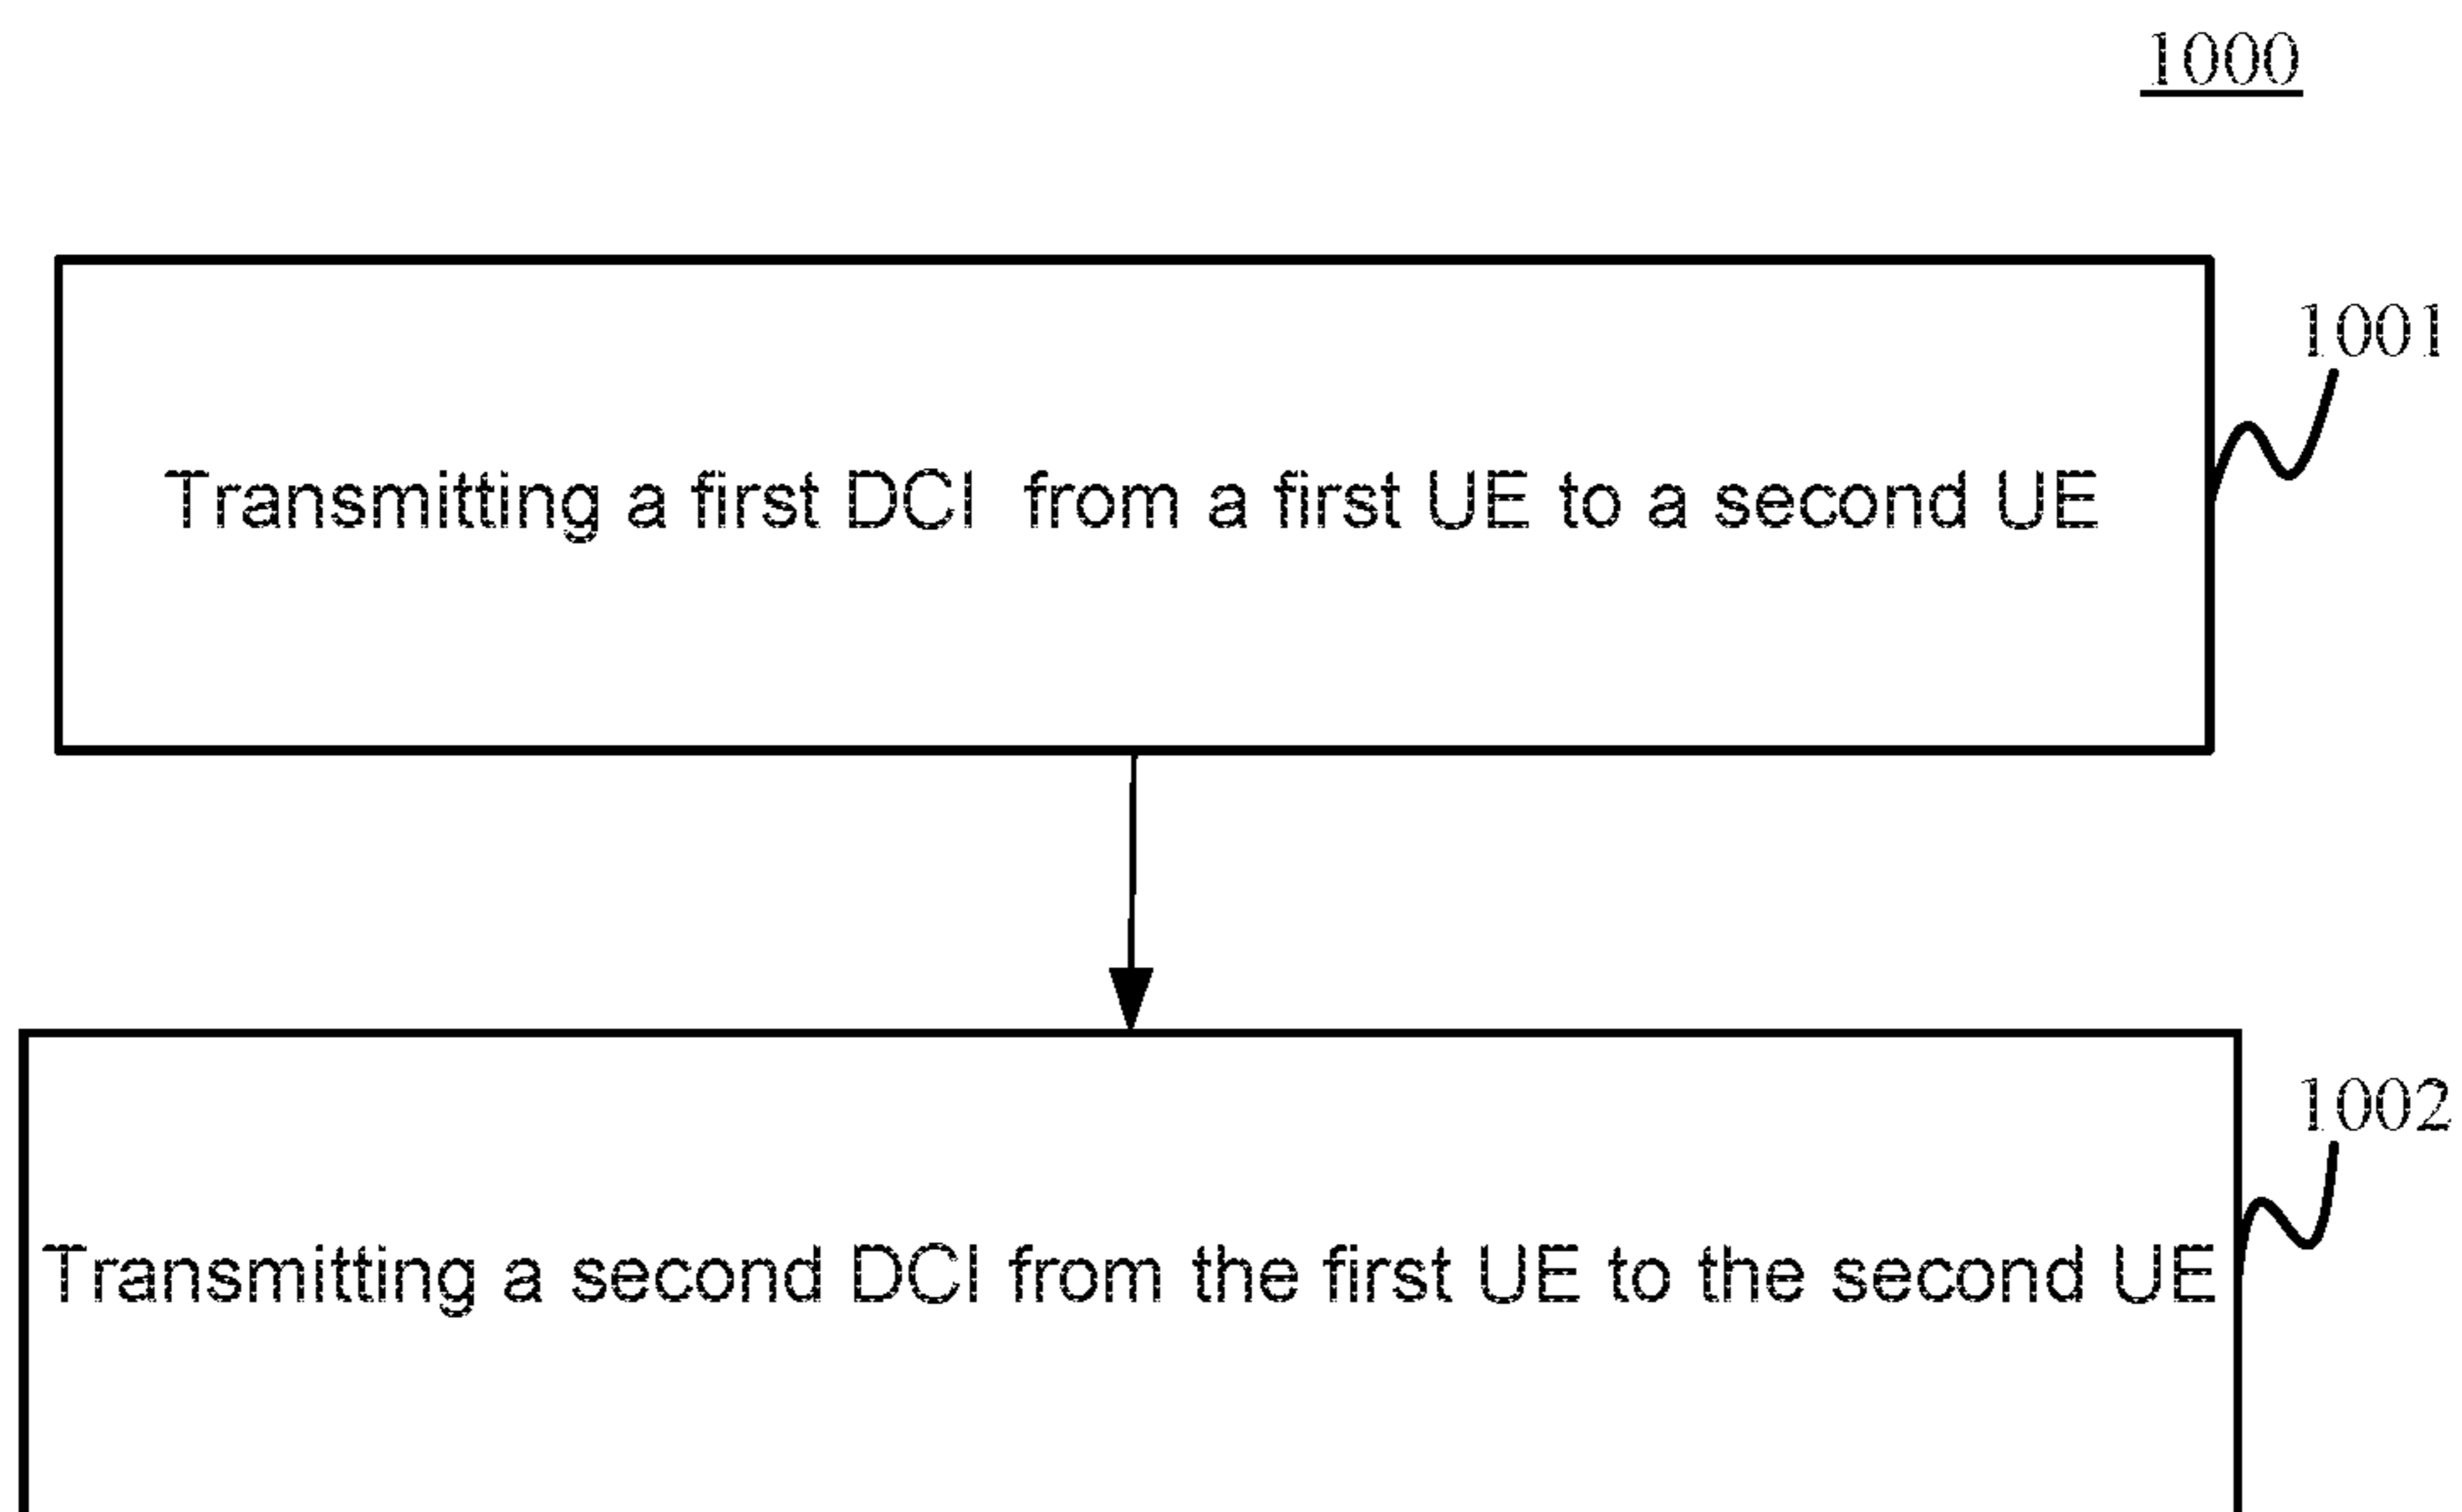 1000
1001
Transmitting a first DCI from a first UE to a second UE
1002
Transmitting a second DCI from the first UE to the second UE